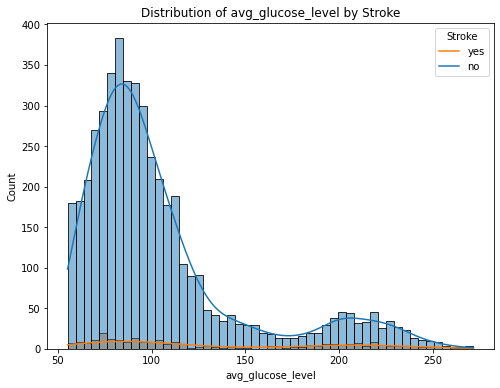 Distribution of avg_glucose_level by Stroke
Stroke
yes
no
400
350
300
250
200
150
100
50
0
Count
50
100
150
200
250
avg_glucose_level